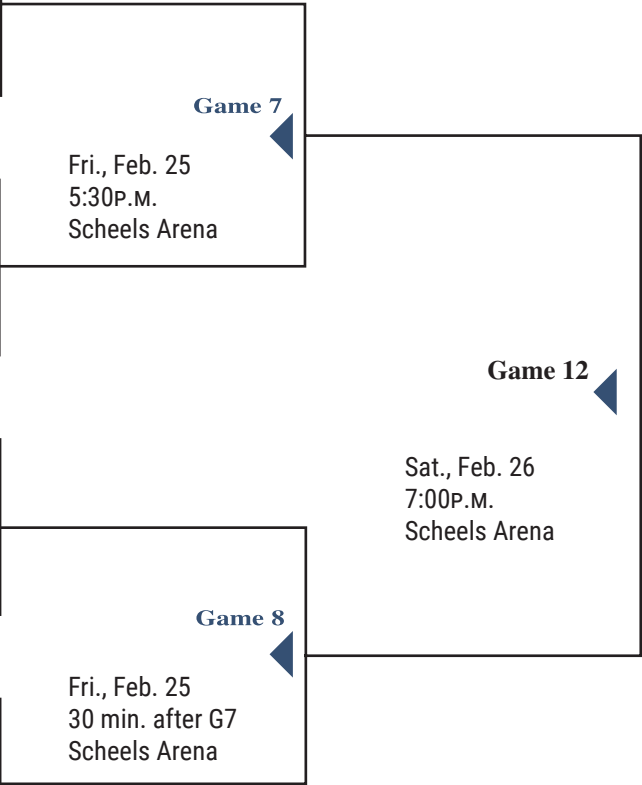 Game 7
Fri., Feb. 25
5:30P.M.
Scheels Arena
Game 12
Sat., Feb. 26
7:00P.M.
Scheels Arena
Game 8
Fri., Feb. 25
30 min. after G7
Scheels Arena